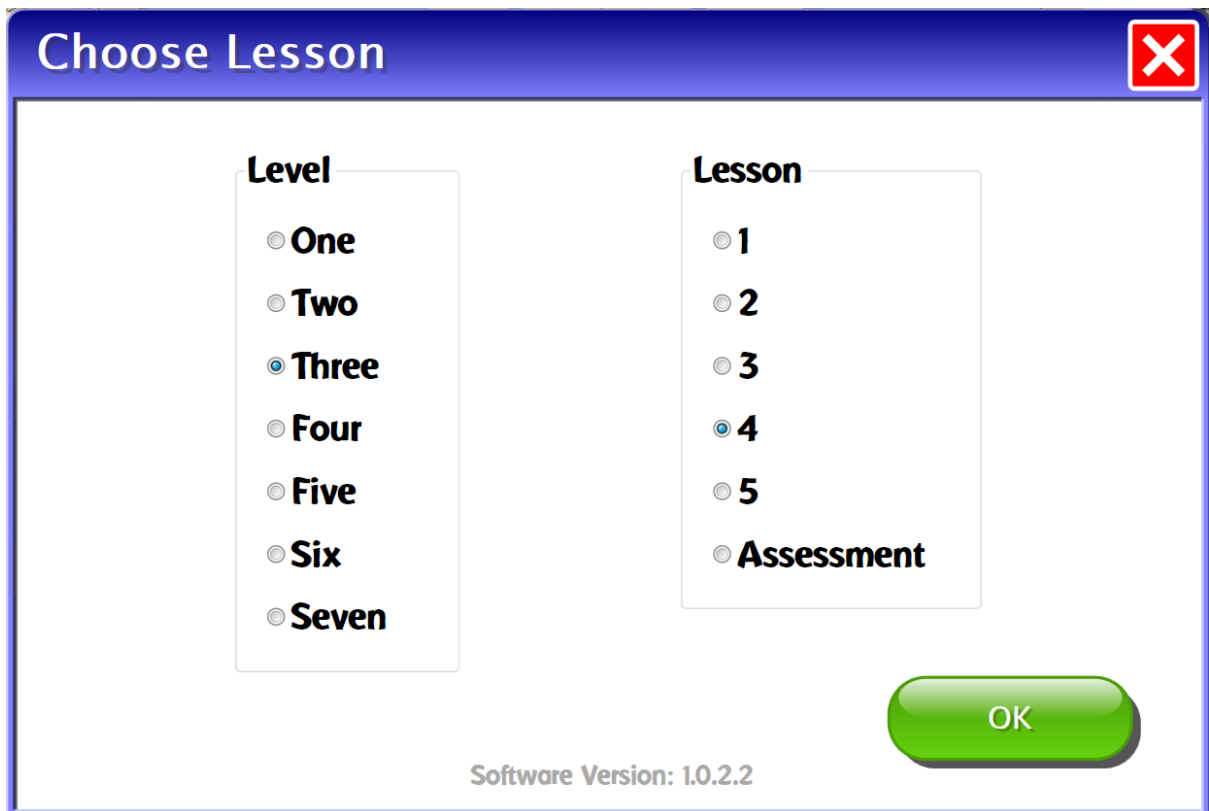 Choose Lesson
Level
One
Two
Three
Four
Five
Six
Seven
Lesson
1
2
3
4
5
Assessment
OK
Software Version: 1.0.2.2